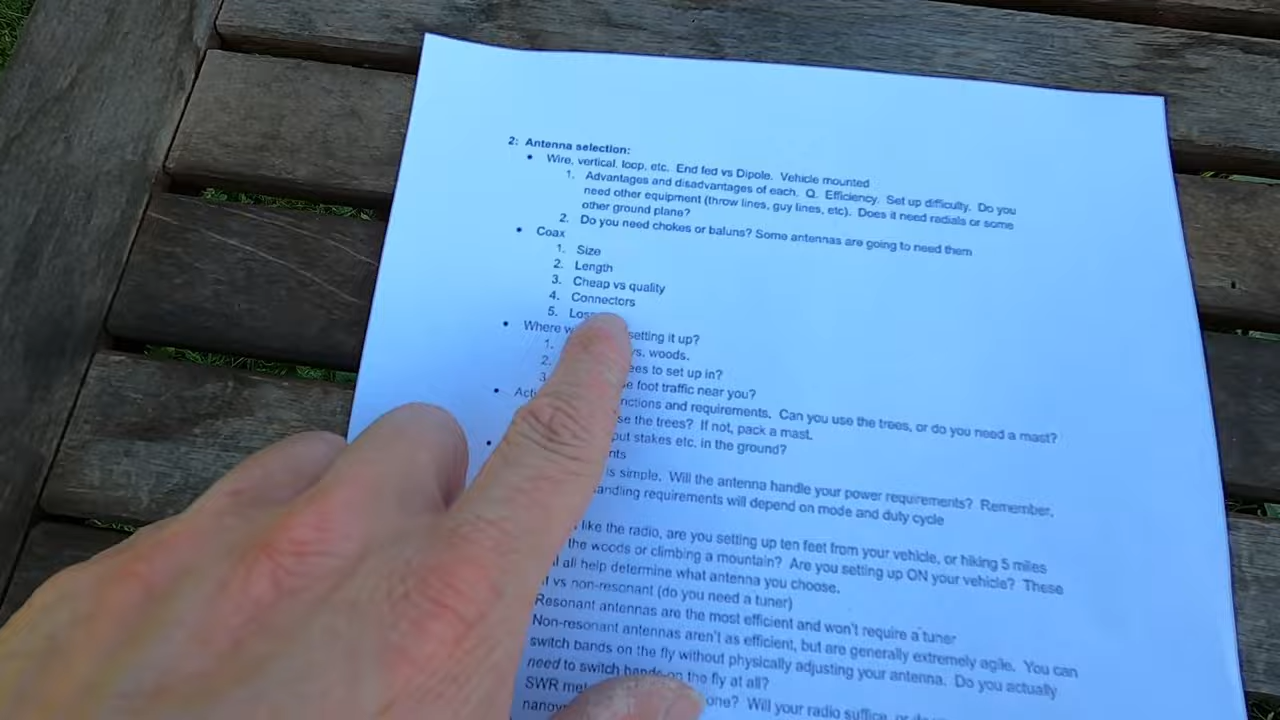 2: Antenna selection:
• Wire, vertical, loop, etc. End fed vs Dipole. Vehicle mounted
1. Advantages and disadvantages of each. Q. Efficiency. Set up difficulty. Do you
need other equipment (throw lines, guy lines, etc). Does it need radials or some
other ground plane?
2. Do you need chokes or baluns? Some antennas are going to need them
• Coax
1. Size
2. Length
3. Cheap vs quality
4. Connectors
5.
• Where setting it up?
1. woods.
2. to set up in?
3 foot traffic near you?
• and requirements. Can you use the trees, or do you need a mast?
the trees? If not, pack a mast.
stakes etc. in the ground?
•
is simple. Will the antenna handle your power requirements? Remember,
requirements will depend on mode and duty cycle
like the radio, are you setting up ten feet from your vehicle, or hiking 5 miles
the woods or climbing a mountain? Are you setting up ON your vehicle? These
all help determine what antenna you choose.
vs non-resonant (do you need a tuner)
Resonant antennas are the most efficient and won't require a tuner
Non-resonant antennas aren't as efficient, but are generally extremely agile. You can
switch bands on the fly without physically adjusting your antenna. Do you actually
need to switch bands on the fly at all?
SWR one? Will your radio suffice, or